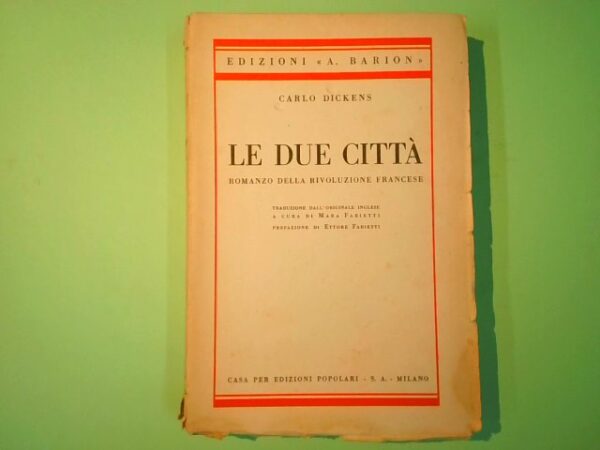 EDIZIONI «A. BARION»
CARLO DICKENS
LE DUE CITTÀ
ROMANZO DELLA RIVOLUZIONE FRANCESE
TRADUZIONE DALL'ORIGINALE INGLESE
A CURA DI MARA FABIETTI
PREFAZIONE DI ETTORE FABIETTI
CASA PER EDIZIONI POPOLARI - S. A. - MILANO